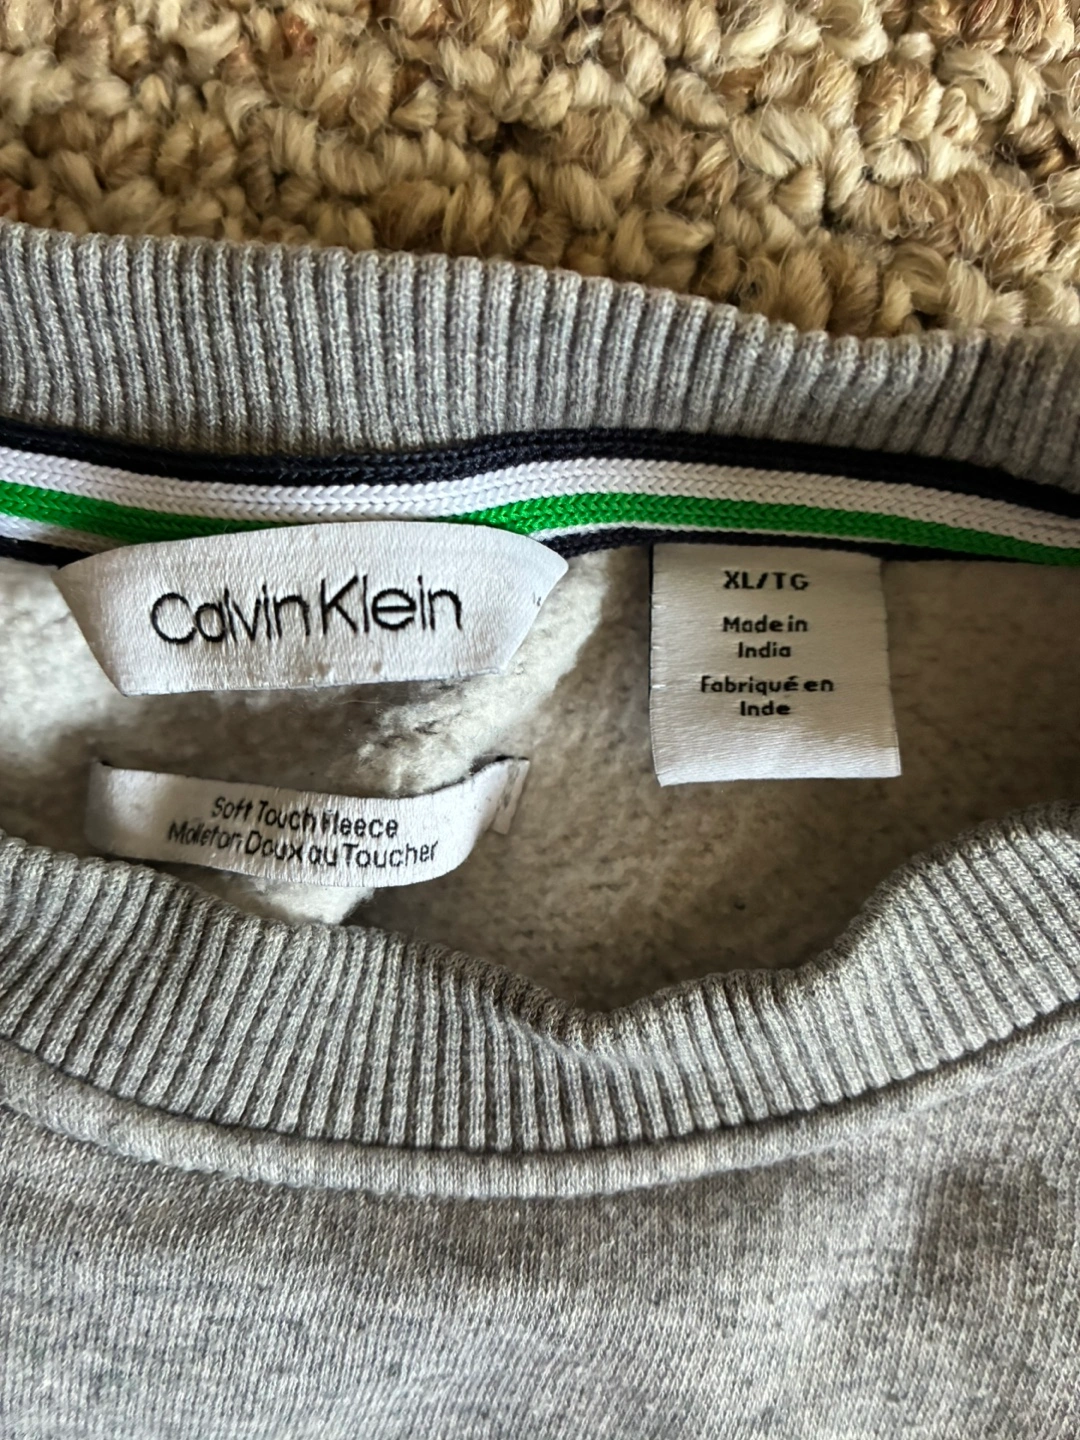 Calvin Klein
XL/TG
Made in
India
Fabriqué en
Inde
Soft Touch Fleece
Molleton Doux au Toucher